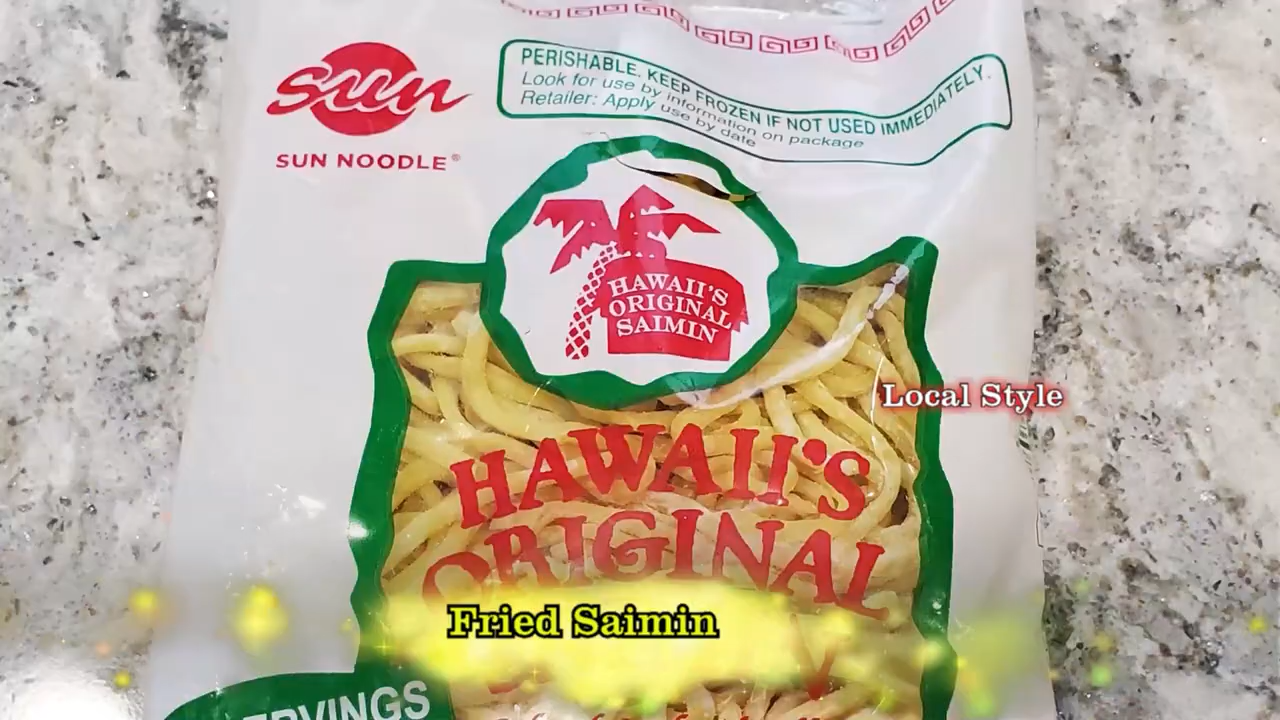 sun
SUN NOODLE®
PERISHABLE. KEEP FROZEN IF NOT USED IMMEDIATELY.
Look for use by information on package
Retailer: Apply use by date
HAWAII'S
ORIGINAL
SAIMIN
Local Style
HAWAII'S
ORIGINAL
Fried Saimin